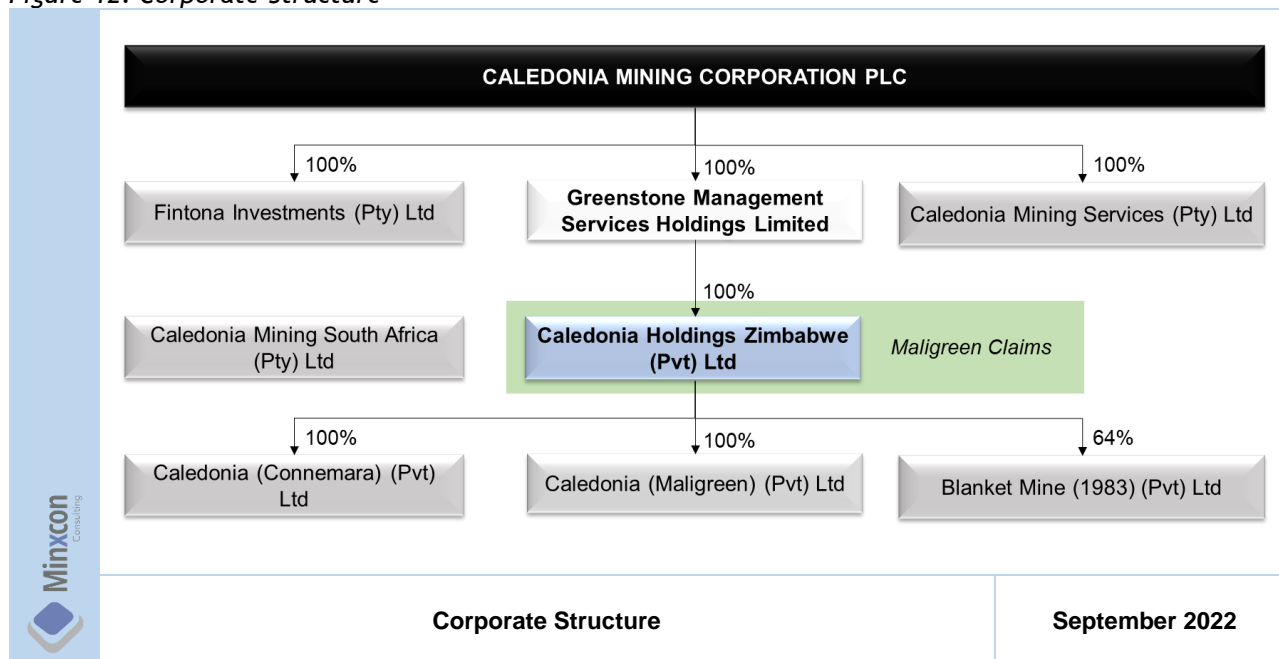 Figure 12: Corporate Structure
CALEDONIA MINING CORPORATION PLC
100%
100%
100%
Fintona Investments (Pty) Ltd
Greenstone Management
Services Holdings Limited
Caledonia Mining Services (Pty) Ltd
100%
Caledonia Mining South Africa
(Pty) Ltd
Caledonia Holdings Zimbabwe
(Pvt) Ltd
Maligreen Claims
100%
100%
64%
Caledonia (Connemara) (Pvt)
Ltd
Caledonia (Maligreen) (Pvt) Ltd
Blanket Mine (1983) (Pvt) Ltd
Minxcon
Consulting
Corporate Structure
September 2022